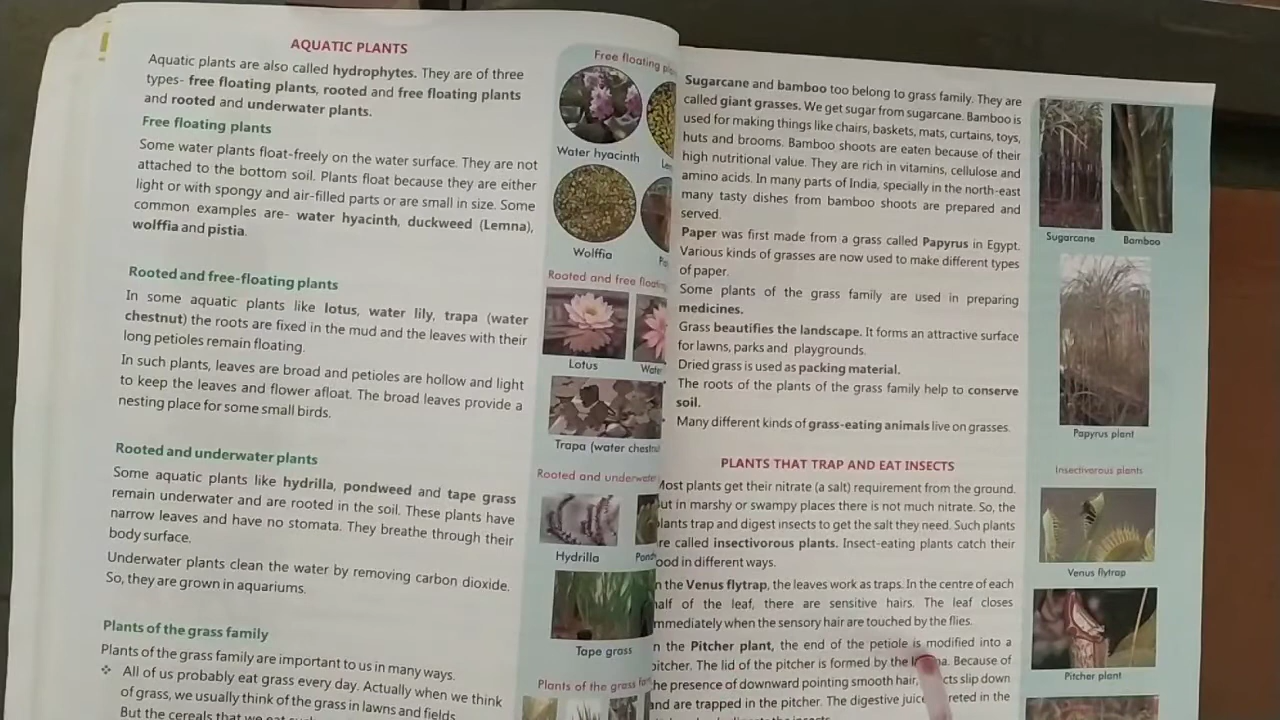 AQUATIC PLANTS
Aquatic plants are also called hydrophytes. They are of three
types- free floating plants, rooted and free floating plants
and rooted and underwater plants.
Free floating plants
Some water plants float-freely on the water surface. They are not
attached to the bottom soil. Plants float because they are either
light or with spongy and air-filled parts or are small in size. Some
common examples are- water hyacinth, duckweed (Lemna),
wolffia and pistia.
Rooted and free-floating plants
In some aquatic plants like lotus, water lily, trapa (water
chestnut) the roots are fixed in the mud and the leaves with their
long petioles remain floating.
In such plants, leaves are broad and petioles are hollow and light
to keep the leaves and flower afloat. The broad leaves provide a
nesting place for some small birds.
Rooted and underwater plants
Some aquatic plants like hydrilla, pondweed and tape grass
remain underwater and are rooted in the soil. These plants have
narrow leaves and have no stomata. They breathe through their
body surface.
Underwater plants clean the water by removing carbon dioxide.
So, they are grown in aquariums.
Plants of the grass family
Plants of the grass family are important to us in many ways.
❖ All of us probably eat grass every day. Actually when we think
of grass, we usually think of the grass in lawns and fields.
But the cereals that we eat
Free floating
Water hyacinth
Wolffia
Rooted and free
Lotus
Trapa (water
Rooted and
Hydrilla
Tape grass
Plants of the grass
Sugarcane and bamboo too belong to grass family. They are
called giant grasses. We get sugar from sugarcane. Bamboo is
used for making things like chairs, baskets, mats, curtains, toys,
huts and brooms. Bamboo shoots are eaten because of their
high nutritional value. They are rich in vitamins, cellulose and
amino acids. In many parts of India, specially in the north-east
many tasty dishes from bamboo shoots are prepared and
served.
Paper was first made from a grass called Papyrus in Egypt.
Various kinds of grasses are now used to make different types
of paper.
Some plants of the grass family are used in preparing
medicines.
Grass beautifies the landscape. It forms an attractive surface
for lawns, parks and playgrounds.
Dried grass is used as packing material.
The roots of the plants of the grass family help to conserve
soil.
Many different kinds of grass-eating animals live on grasses.
PLANTS THAT TRAP AND EAT INSECTS
Most plants get their nitrate (a salt) requirement from the ground.
ut in marshy or swampy places there is not much nitrate. So, the
lants trap and digest insects to get the salt they need. Such plants
re called insectivorous plants. Insect-eating plants catch their
ood in different ways.
n the Venus flytrap, the leaves work as traps. In the centre of each
half of the leaf, there are sensitive hairs. The leaf closes
mmediately when the sensory hair are touched by the flies.
n the Pitcher plant, the end of the petiole is modified into a
pitcher. The lid of the pitcher is formed by the Because of
he presence of downward pointing smooth hair, cts slip down
and are trapped in the pitcher. The digestive juic reted in the
Sugarcane
Bamboo
Papyrus plant
Insectivorous plants
Venus flytrap
Pitcher plant